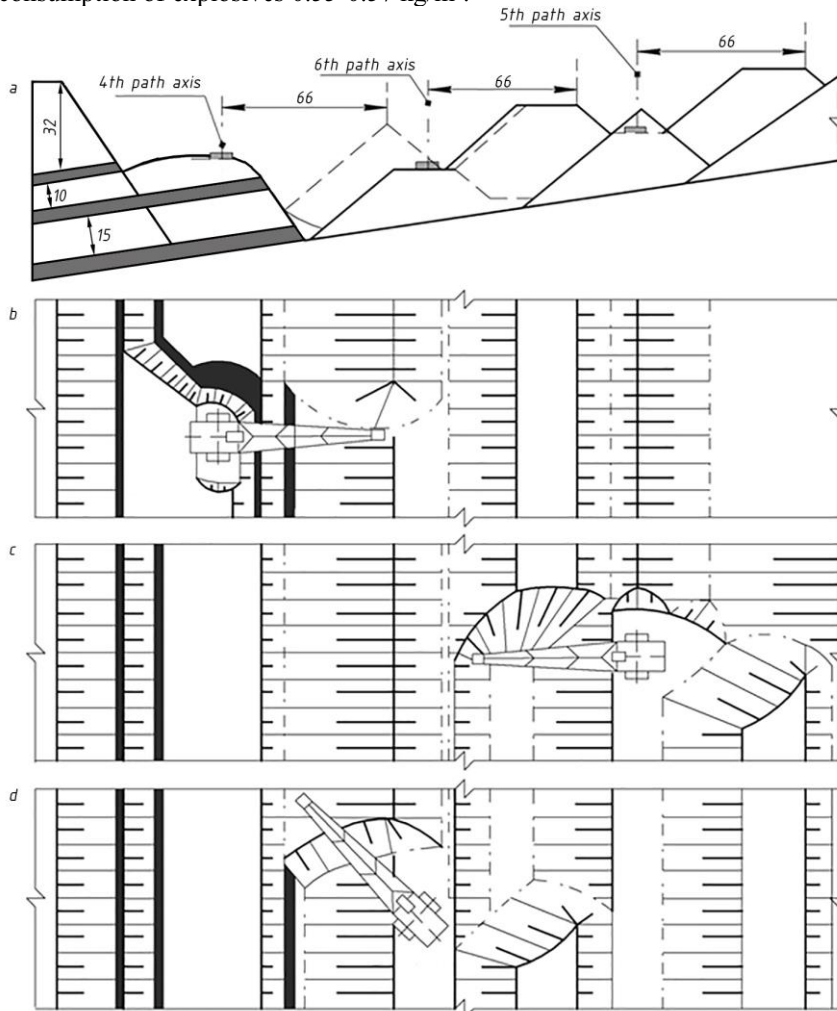 consumption of explosives 0.35–0.37 kg/m³.
5th path axis
66
6th path axis
a
4th path axis
66
66
32
10
15
b
c
d